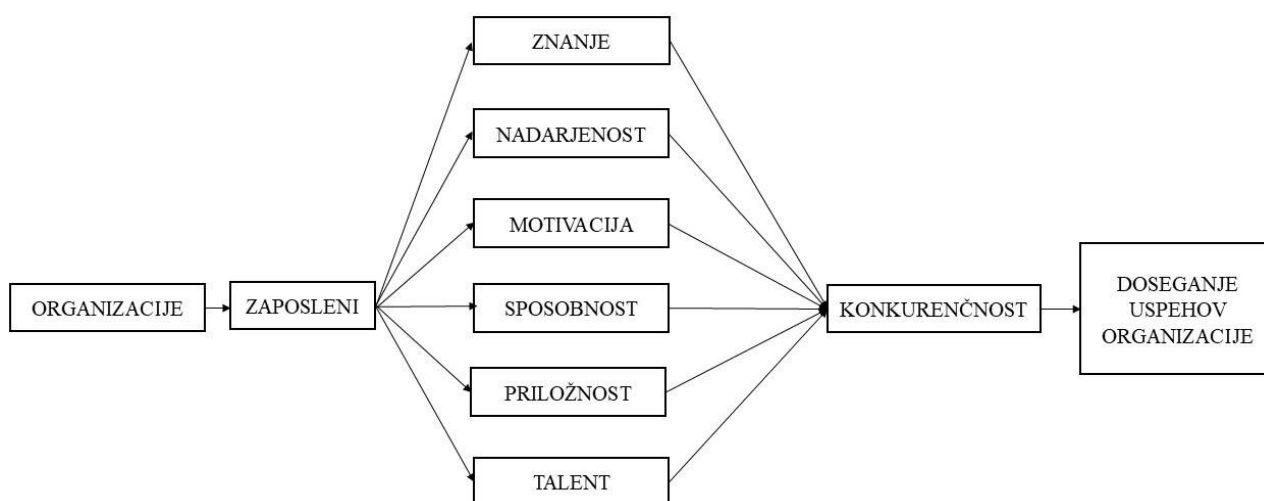 ZNANJE
NADARJENOST
MOTIVACIJA
ORGANIZACIJE
ZAPOSLENI
SPOSOBNOST
KONKURENČNOST
DOSEGANJE
USPEHOV
ORGANIZACIJE
PRILOŽNOST
TALENT